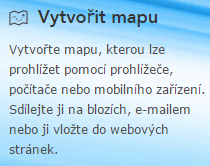 Vytvořit mapu
Vytvořte mapu, kterou lze
prohlížet pomocí prohlížeče,
počítače nebo mobilního zařízení.
Sdílejte ji na blozích, e-mailem
nebo ji vložte do webových
stránek.